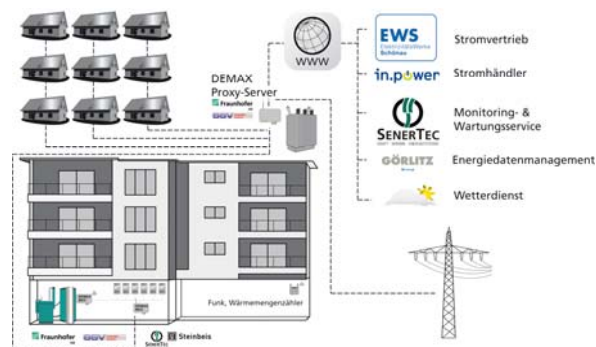 WWW
EWS
Elektrizitätswerke
Schönau
Stromvertrieb
in.power
Stromhändler
DEMAX
Proxy-Server
Fraunhofer
SENERTEC
Monitoring- &
Wartungsservice
GÖRLITZ
Energiedatenmanagement
Wetterdienst
Funk, Wärmemengenzähler
Fraunhofer
SENERTEC
Steinbeis